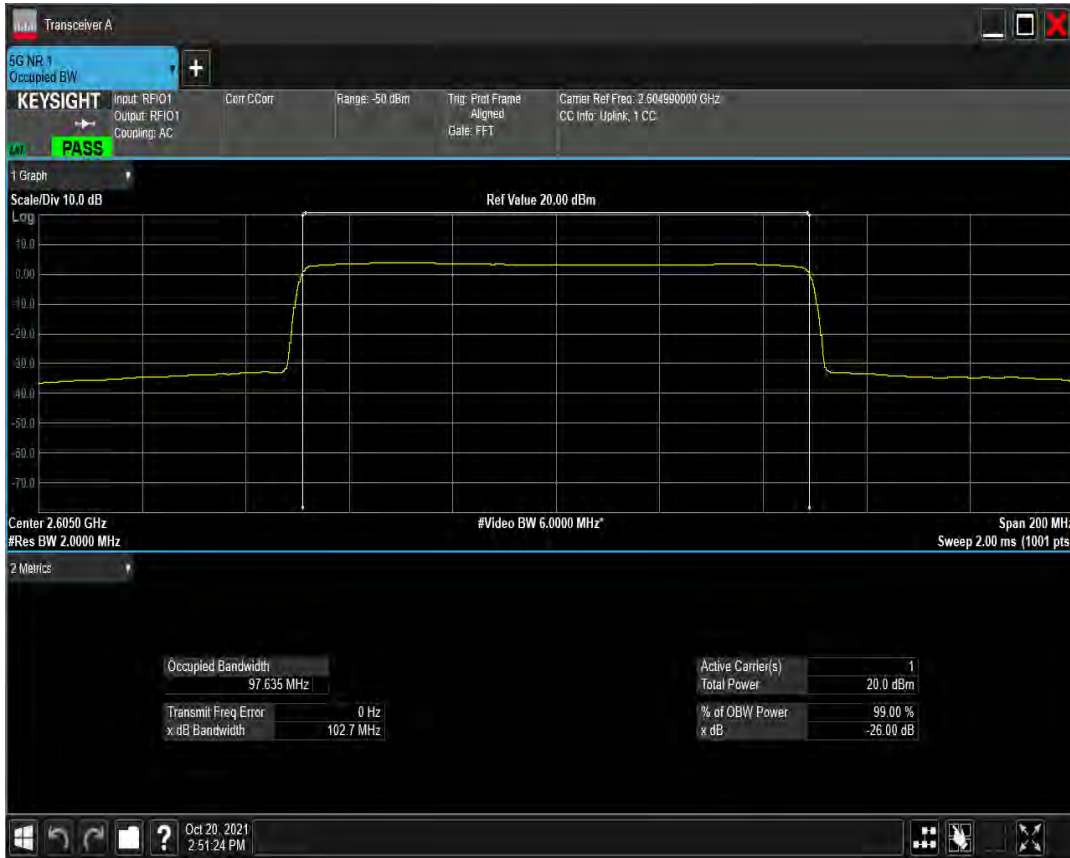 Transceiver A
5G NR 1
Occupied BW
KEYSIGHT
PASS
Input: RFIO1
Output: RFIO1
Coupling: AC
Corr CCorr
Range: -50 dBm
Trig: Prot Frame
Aligned
Gate: FFT
Carrier Ref Freq: 2.604990000 GHz
CC Info: Uplink, 1 CC
1 Graph
Scale/Div 10.0 dB
Ref Value 20.00 dBm
Log
10.0
0.00
-10.0
-20.0
-30.0
-40.0
-50.0
-60.0
-70.0
Center 2.6050 GHz
#Video BW 6.0000 MHz*
Span 200 MHz
#Res BW 2.0000 MHz
Sweep 2.00 ms (1001 pts
2 Metrics
Occupied Bandwidth
97.635 MHz
Transmit Freq Error 0 Hz
x dB Bandwidth 102.7 MHz
Active Carrier(s) 1
Total Power 20.0 dBm
% of OBW Power 99.00 %
x dB -26.00 dB
?
Oct 20, 2021
2:51:24 PM